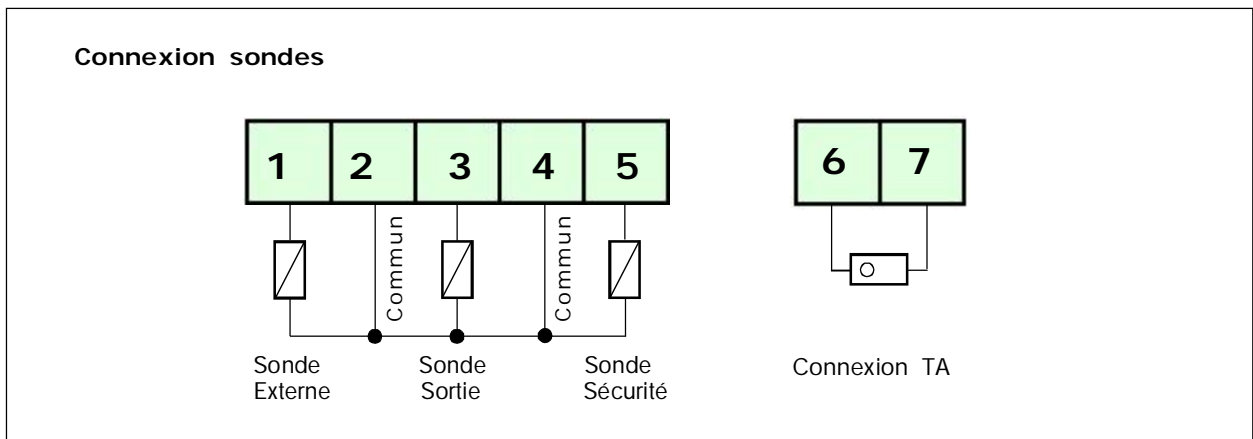 Connexion sondes
1 2 3 4 5 6 7
Commun
Commun
Sonde Externe
Sonde Sortie
Sonde Sécurité
Connexion TA